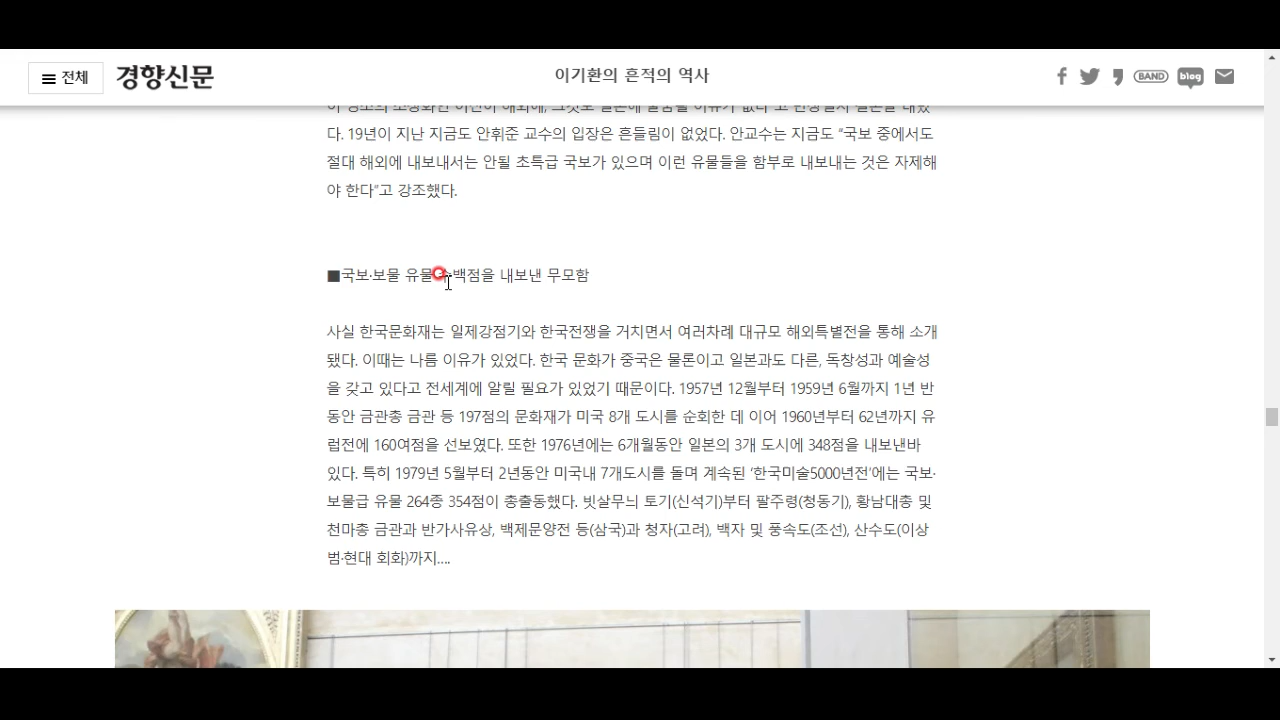 전체
경향신문
이기환의 흔적의 역사
BAND
blog
다. 19년이 지난 지금도 안휘준 교수의 입장은 흔들림이 없었다. 안교수는 지금도 “국보 중에서도
절대 해외에 내보내서는 안될 초특급 국보가 있으며 이런 유물들을 함부로 내보내는 것은 자제해
야 한다”고 강조했다.
■국보·보물 유물 수백점을 내보낸 무모함
사실 한국문화재는 일제강점기와 한국전쟁을 거치면서 여러차례 대규모 해외특별전을 통해 소개
됐다. 이때는 나름 이유가 있었다. 한국 문화가 중국은 물론이고 일본과도 다른, 독창성과 예술성
을 갖고 있다고 전세계에 알릴 필요가 있었기 때문이다. 1957년 12월부터 1959년 6월까지 1년 반
동안 금관총 금관 등 197점의 문화재가 미국 8개 도시를 순회한 데 이어 1960년부터 62년까지 유
럽전에 160여점을 선보였다. 또한 1976년에는 6개월동안 일본의 3개 도시에 348점을 내보낸바
있다. 특히 1979년 5월부터 2년동안 미국내 7개도시를 돌며 계속된 ‘한국미술5000년전’에는 국보·
보물급 유물 264종 354점이 총출동했다. 빗살무늬 토기(신석기)부터 팔주령(청동기), 황남대총 및
천마총 금관과 반가사유상, 백제문양전 등(삼국)과 청자(고려), 백자 및 풍속도(조선), 산수도(이상
범·현대 회화)까지....